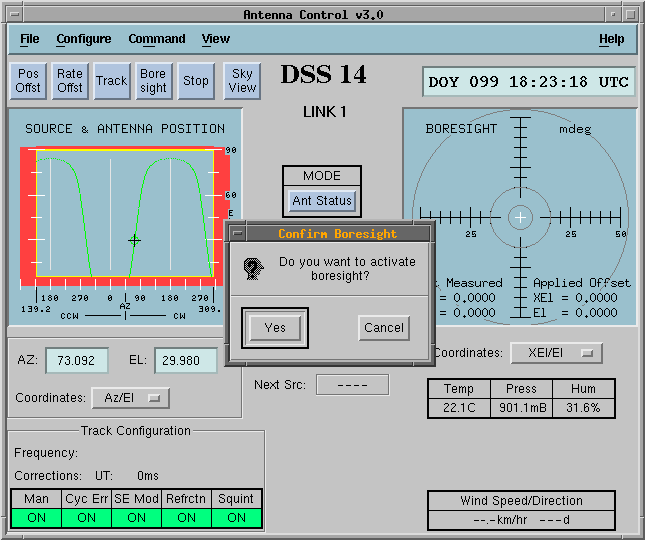 Antenna Control v3.0
File Configure Command View Help
Pos Offst
Rate Offst
Track
Bore sight
Stop
Sky View
DSS 14
LINK 1
DOY 099 18:23:18 UTC
SOURCE & ANTENNA POSITION
90
60
E
180 90 0 90 180 270
AZ
139.2 309.
CCW CW
MODE
Ant Status
BORESIGHT mdeg
25 25 50
Measured Applied Offset
= 0.0000 XEl = 0.0000
= 0.0000 El = 0.0000
Confirm Boresight
Do you want to activate
boresight?
Yes Cancel
AZ: 73.092 EL: 29.980
Coordinates: Az/El
Next Src: ----
oordinates: XEl/El
Temp Press Hum
22.1C 901.1mB 31.6%
Track Configuration
Frequency:
Corrections: UT: 0ms
Man Cyc Err SE Mod Refrctn Squint
ON ON ON ON ON
Wind Speed/Direction
--.-km/hr ---d